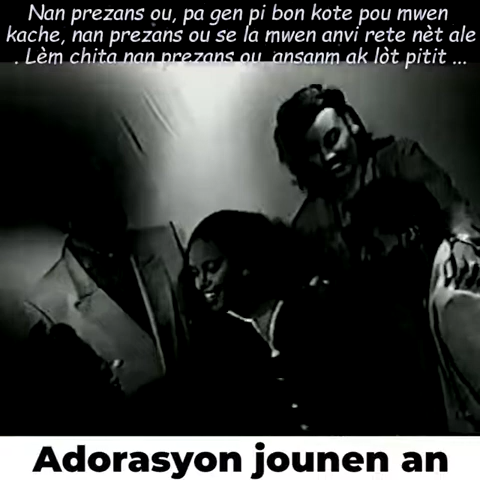 Nan prezans ou, pa gen pi bon kote pou mwen
kache, nan prezans ou se la mwen anvi rete nèt ale
. Lèm chita nan prezans ou ansanm ak lòt pitit ...
Adorasyon jounen an